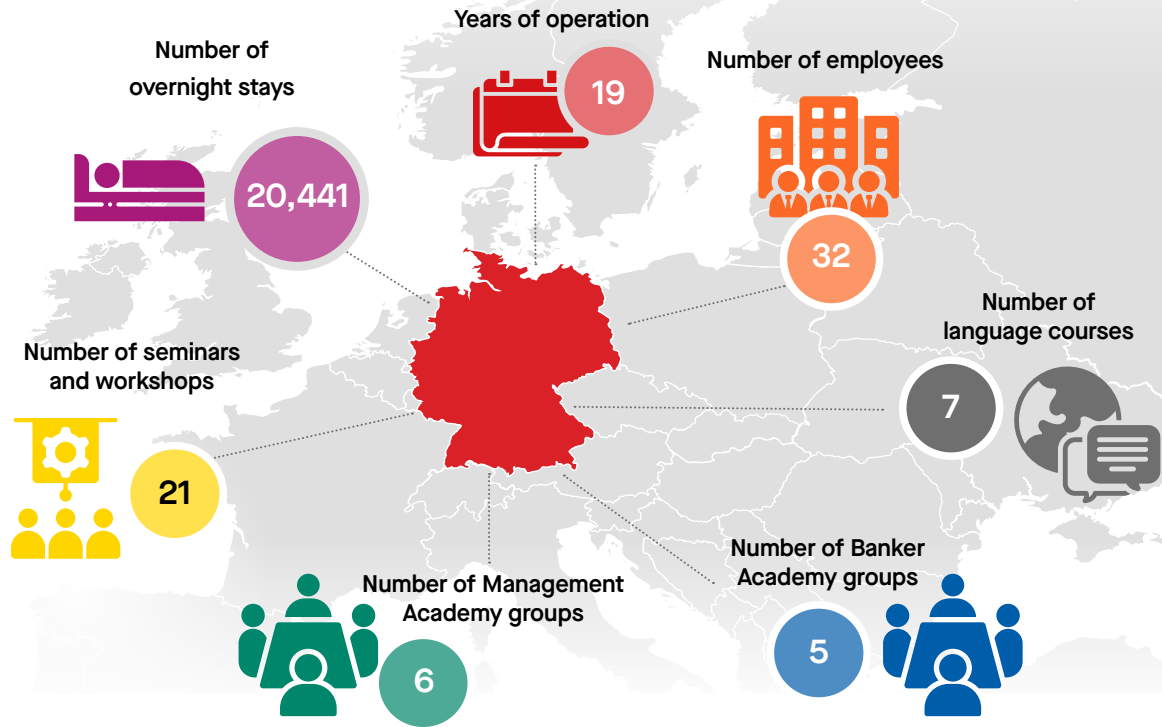 Years of operation
19
Number of
overnight stays
20,441
Number of employees
32
Number of
language courses
7
Number of seminars
and workshops
21
Number of Banker
Academy groups
5
Number of Management
Academy groups
6